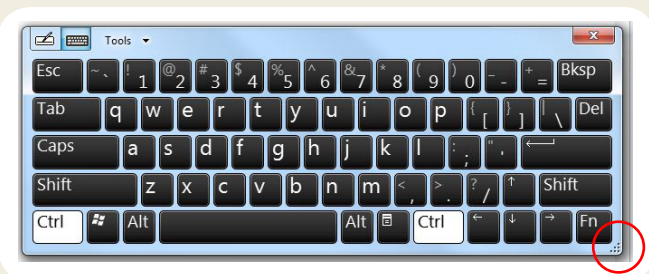 Tools
Esc ~ ` ! 1 @ 2 # 3 $ 4 % 5 ^ 6 & 7 * 8 ( 9 ) 0 _ - + = Bksp
Tab q w e r t y u i o p { [ } ] | \ Del
Caps a s d f g h j k l : ; " '
Shift z x c v b n m < , > . ? / ↑ Shift
Ctrl Alt Alt Ctrl ← ↓ → Fn